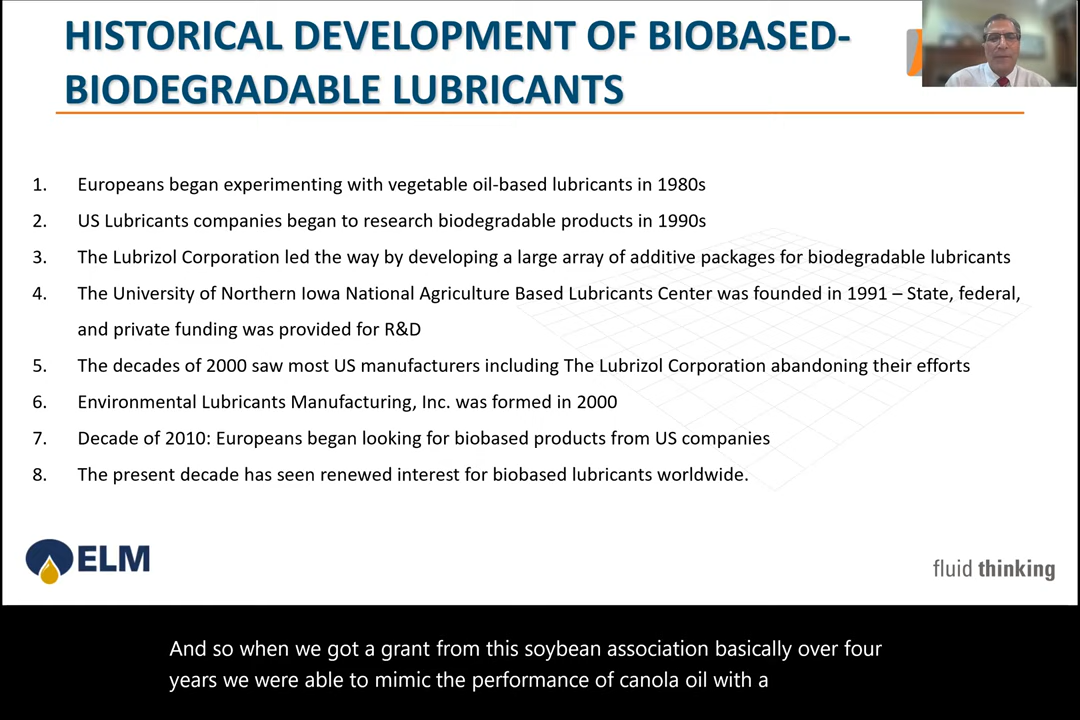 HISTORICAL DEVELOPMENT OF BIOBASED-
BIODEGRADABLE LUBRICANTS
1. Europeans began experimenting with vegetable oil-based lubricants in 1980s
2. US Lubricants companies began to research biodegradable products in 1990s
3. The Lubrizol Corporation led the way by developing a large array of additive packages for biodegradable lubricants
4. The University of Northern Iowa National Agriculture Based Lubricants Center was founded in 1991 – State, federal,
and private funding was provided for R&D
5. The decades of 2000 saw most US manufacturers including The Lubrizol Corporation abandoning their efforts
6. Environmental Lubricants Manufacturing, Inc. was formed in 2000
7. Decade of 2010: Europeans began looking for biobased products from US companies
8. The present decade has seen renewed interest for biobased lubricants worldwide.
ELM
fluid thinking
And so when we got a grant from this soybean association basically over four
years we were able to mimic the performance of canola oil with a